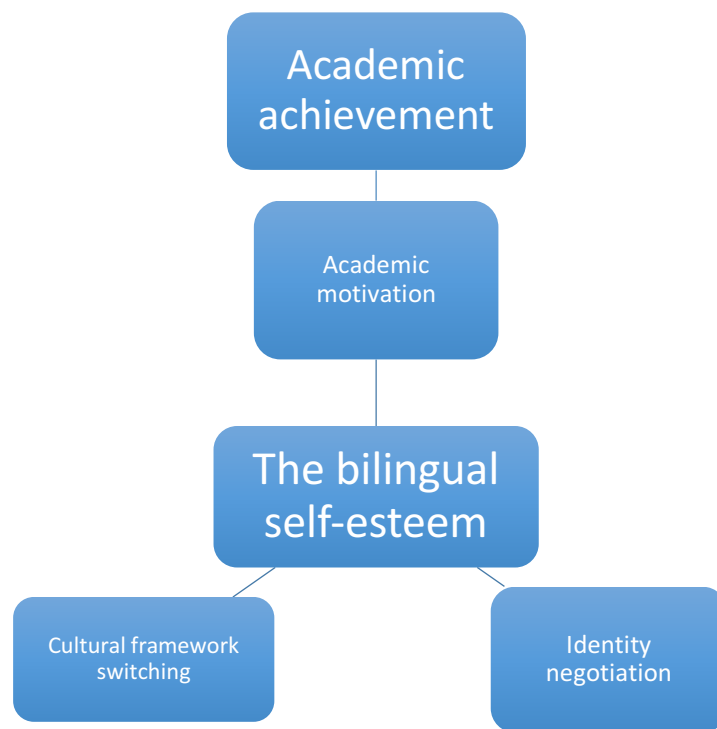 Academic
achievement
Academic
motivation
The bilingual
self-esteem
Cultural framework
switching
Identity
negotiation